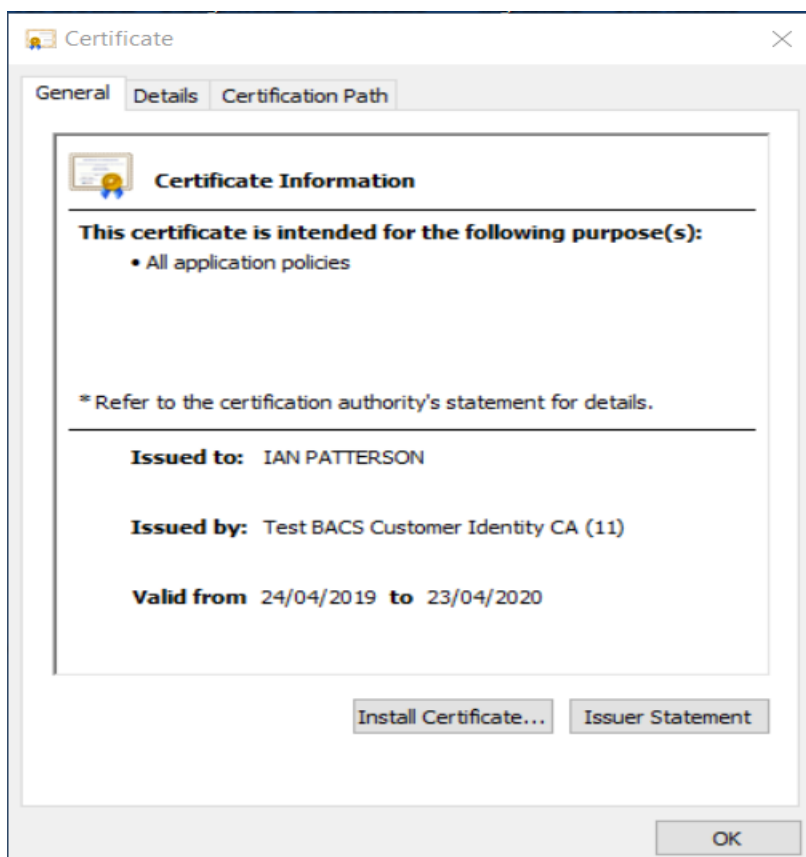 Certificate
General Details Certification Path
Certificate Information
This certificate is intended for the following purpose(s):
• All application policies
* Refer to the certification authority's statement for details.
Issued to: IAN PATTERSON
Issued by: Test BACS Customer Identity CA (11)
Valid from 24/04/2019 to 23/04/2020
Install Certificate... Issuer Statement
OK